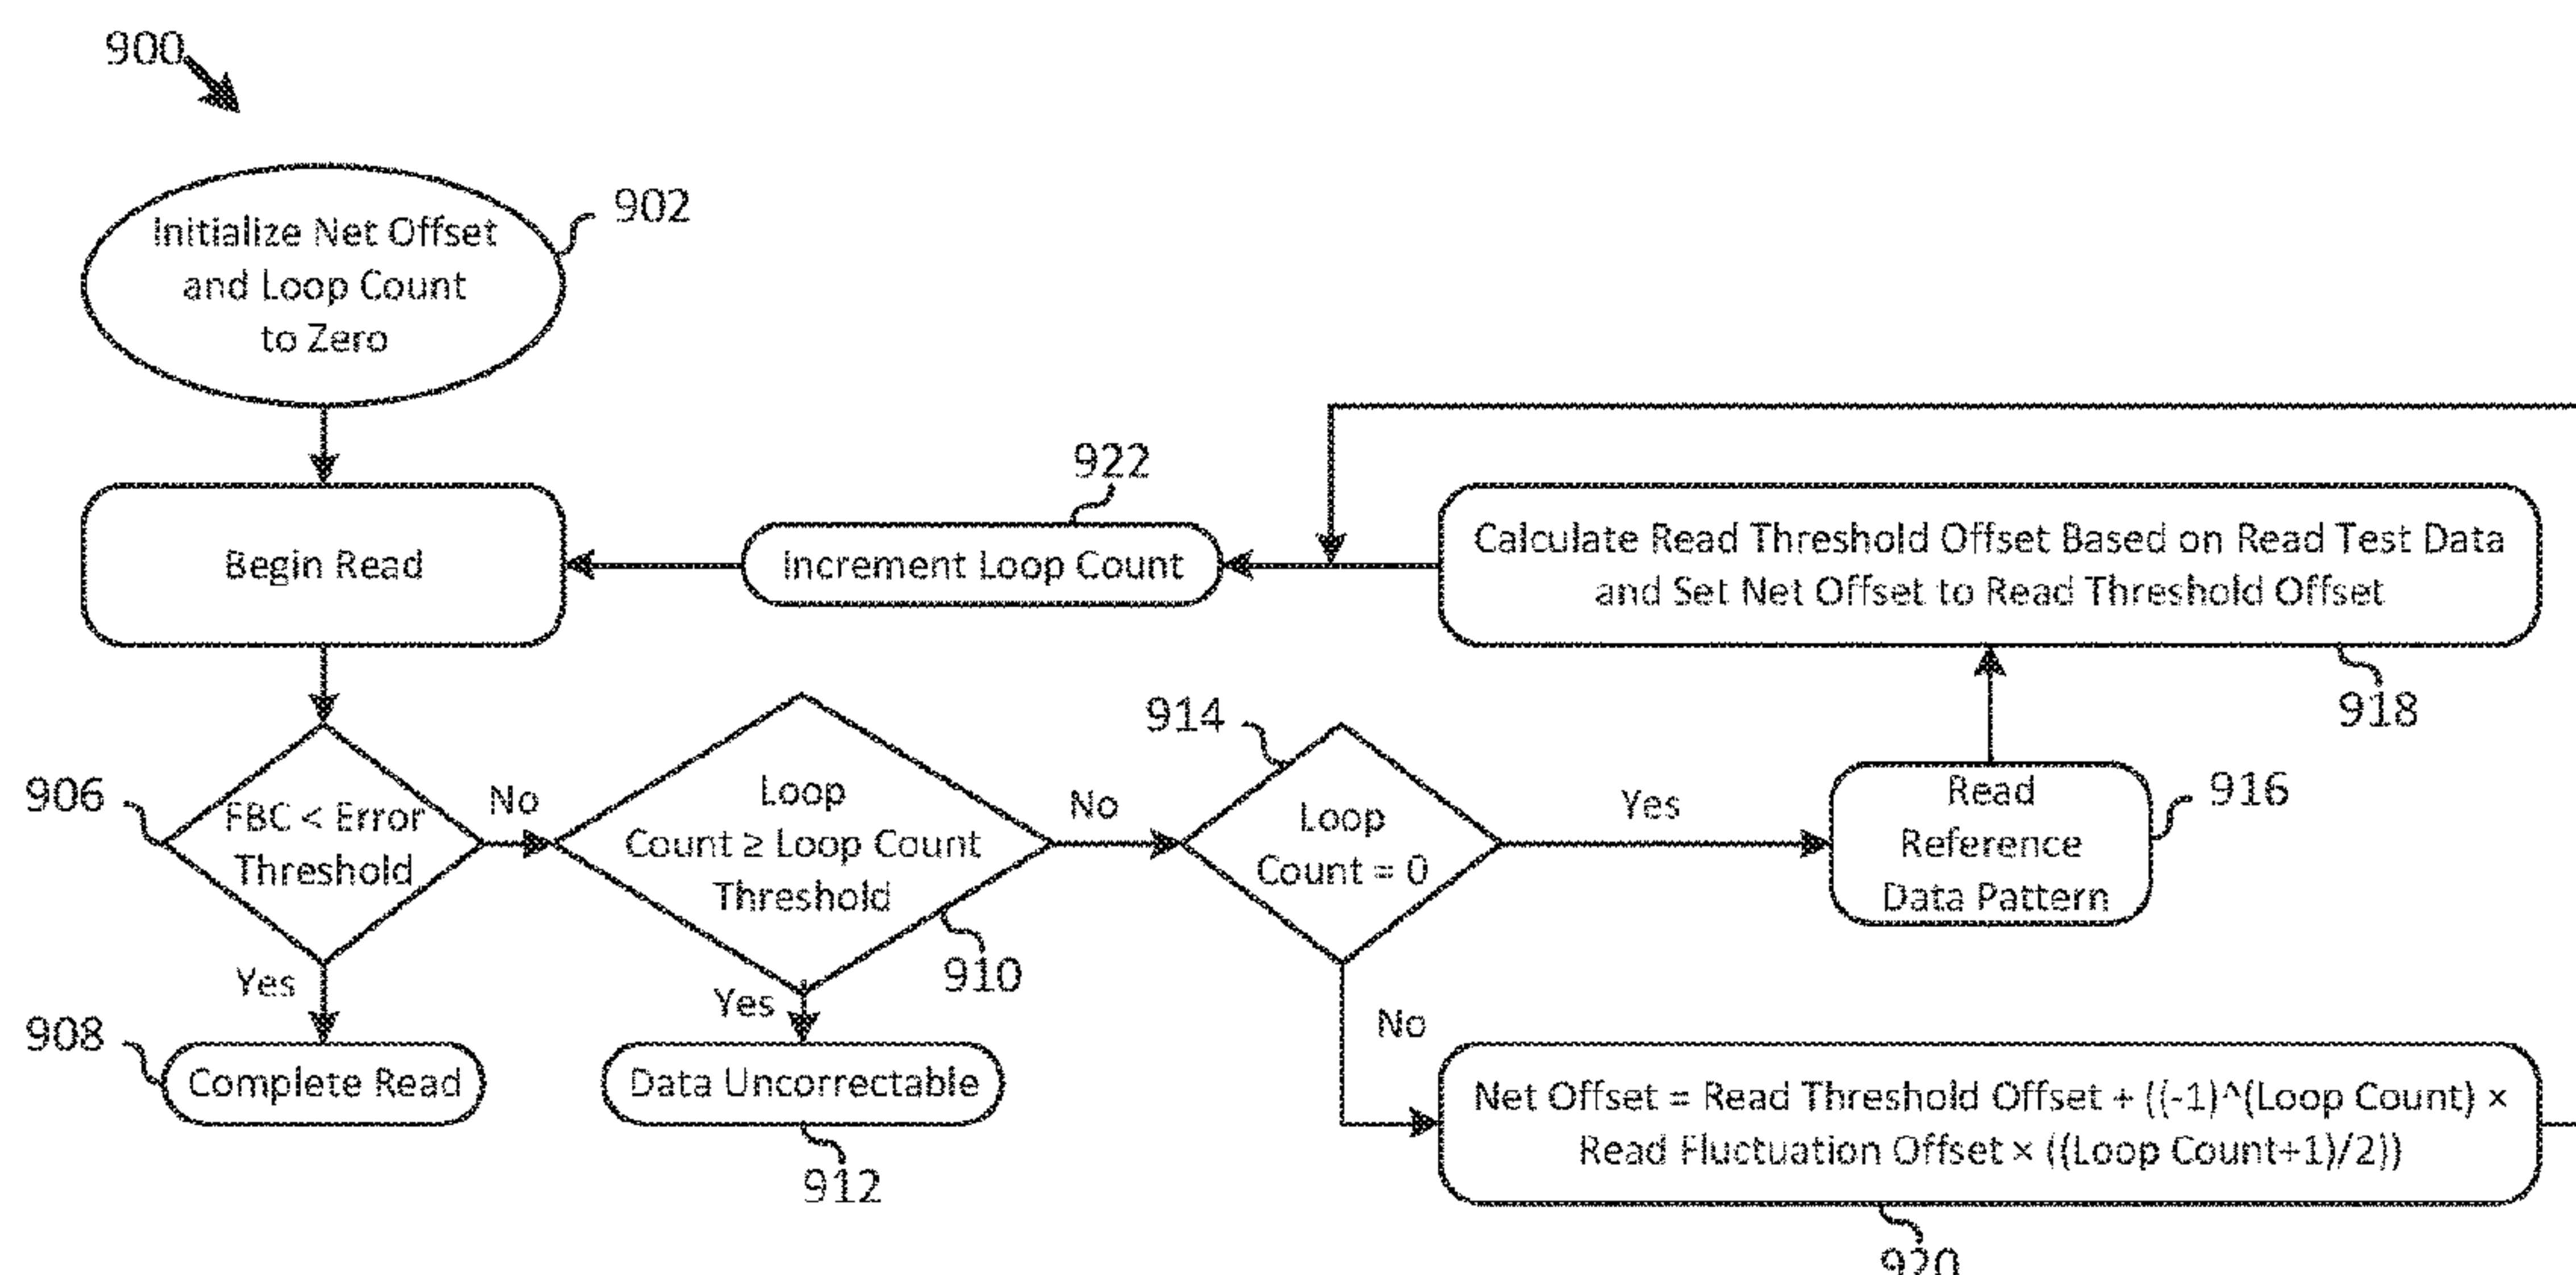 900
902
Initialize Net Offset
and Loop Count
to Zero
922
Begin Read
Increment Loop Count
Calculate Read Threshold Offset Based on Read Test Data
and Set Net Offset to Read Threshold Offset
918
914
906
FBC < Error
Threshold
No
Loop
Count ≥ Loop Count
Threshold
No
Loop
Count = 0
Yes
Read
Reference
Data Pattern
916
910
Yes
Yes
No
908
Complete Read
Data Uncorrectable
912
Net Offset = Read Threshold Offset + ((-1)^(Loop Count) ×
Read Fluctuation Offset × ((Loop Count+1)/2))
920